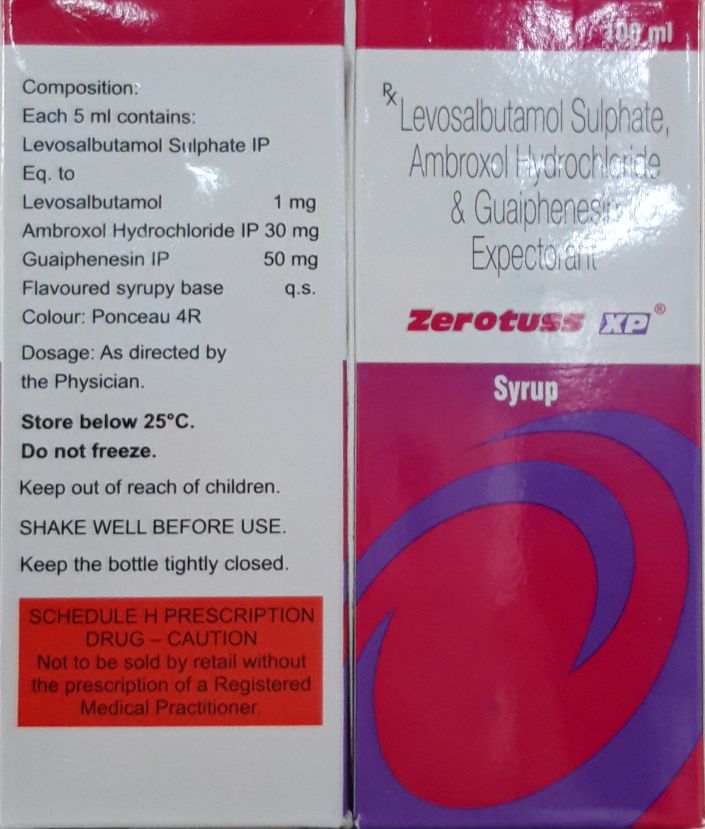 Composition:
Each 5 ml contains:
Levosalbutamol Sulphate IP
Eq. to
Levosalbutamol 1 mg
Ambroxol Hydrochloride IP 30 mg
Guaiphenesin IP 50 mg
Flavoured syrupy base q.s.
Colour: Ponceau 4R
Dosage: As directed by
the Physician.
Store below 25°C.
Do not freeze.
Keep out of reach of children.
SHAKE WELL BEFORE USE.
Keep the bottle tightly closed.
SCHEDULE H PRESCRIPTION
DRUG – CAUTION
Not to be sold by retail without
the prescription of a Registered
Medical Practitioner.
100 ml
Rx
Levosalbutamol Sulphate,
Ambroxol Hydrochloride
& Guaiphenesin
Expectorant
Zerotuss XP®
Syrup